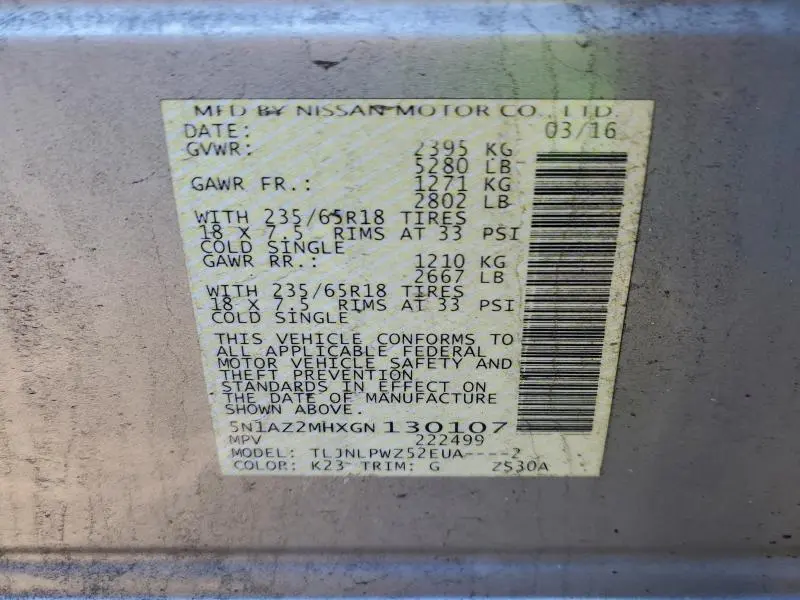 MFD BY NISSAN MOTOR CO., LTD.
DATE: 03/16
GVWR: 2395 KG
5280 LB
GAWR FR.: 1271 KG
2802 LB
WITH 235/65R18 TIRES
18 X 7.5 RIMS AT 33 PSI
COLD SINGLE
GAWR RR.: 1210 KG
2667 LB
WITH 235/65R18 TIRES
18 X 7.5 RIMS AT 33 PSI
COLD SINGLE
THIS VEHICLE CONFORMS TO
ALL APPLICABLE FEDERAL
MOTOR VEHICLE SAFETY AND
THEFT PREVENTION
STANDARDS IN EFFECT ON
THE DATE OF MANUFACTURE
SHOWN ABOVE.
5N1AZ2MHXGN130107
MPV 222499
MODEL: TLJNLPWZ52EUA----2
COLOR: K23 TRIM: G ZS30A